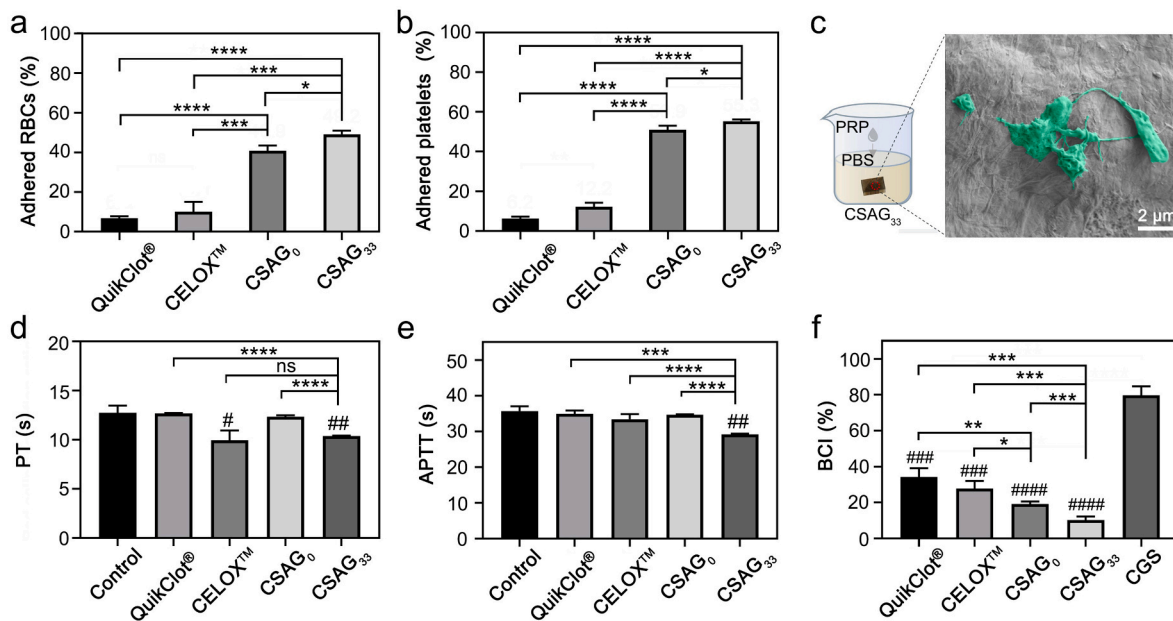 a
Adhered RBCs (%)
100
80
60
40
20
0
****
***
*
****
***
ns
QuikClot®
CELOX™
CSAG₀
CSAG₃₃
b
Adhered platelets (%)
100
80
60
40
20
0
****
****
*
****
****
6.2
12.2
QuikClot®
CELOX™
CSAG₀
CSAG₃₃
c
PRP
PBS
CSAG₃₃
2 μm
d
PT (s)
20
15
10
5
0
****
ns
****
#
##
Control
QuikClot®
CELOX™
CSAG₀
CSAG₃₃
e
APTT (s)
50
40
30
20
10
0
***
****
****
##
Control
QuikClot®
CELOX™
CSAG₀
CSAG₃₃
f
BCI (%)
100
80
60
40
20
0
***
***
***
**
*
###
###
####
####
QuikClot®
CELOX™
CSAG₀
CSAG₃₃
CGS